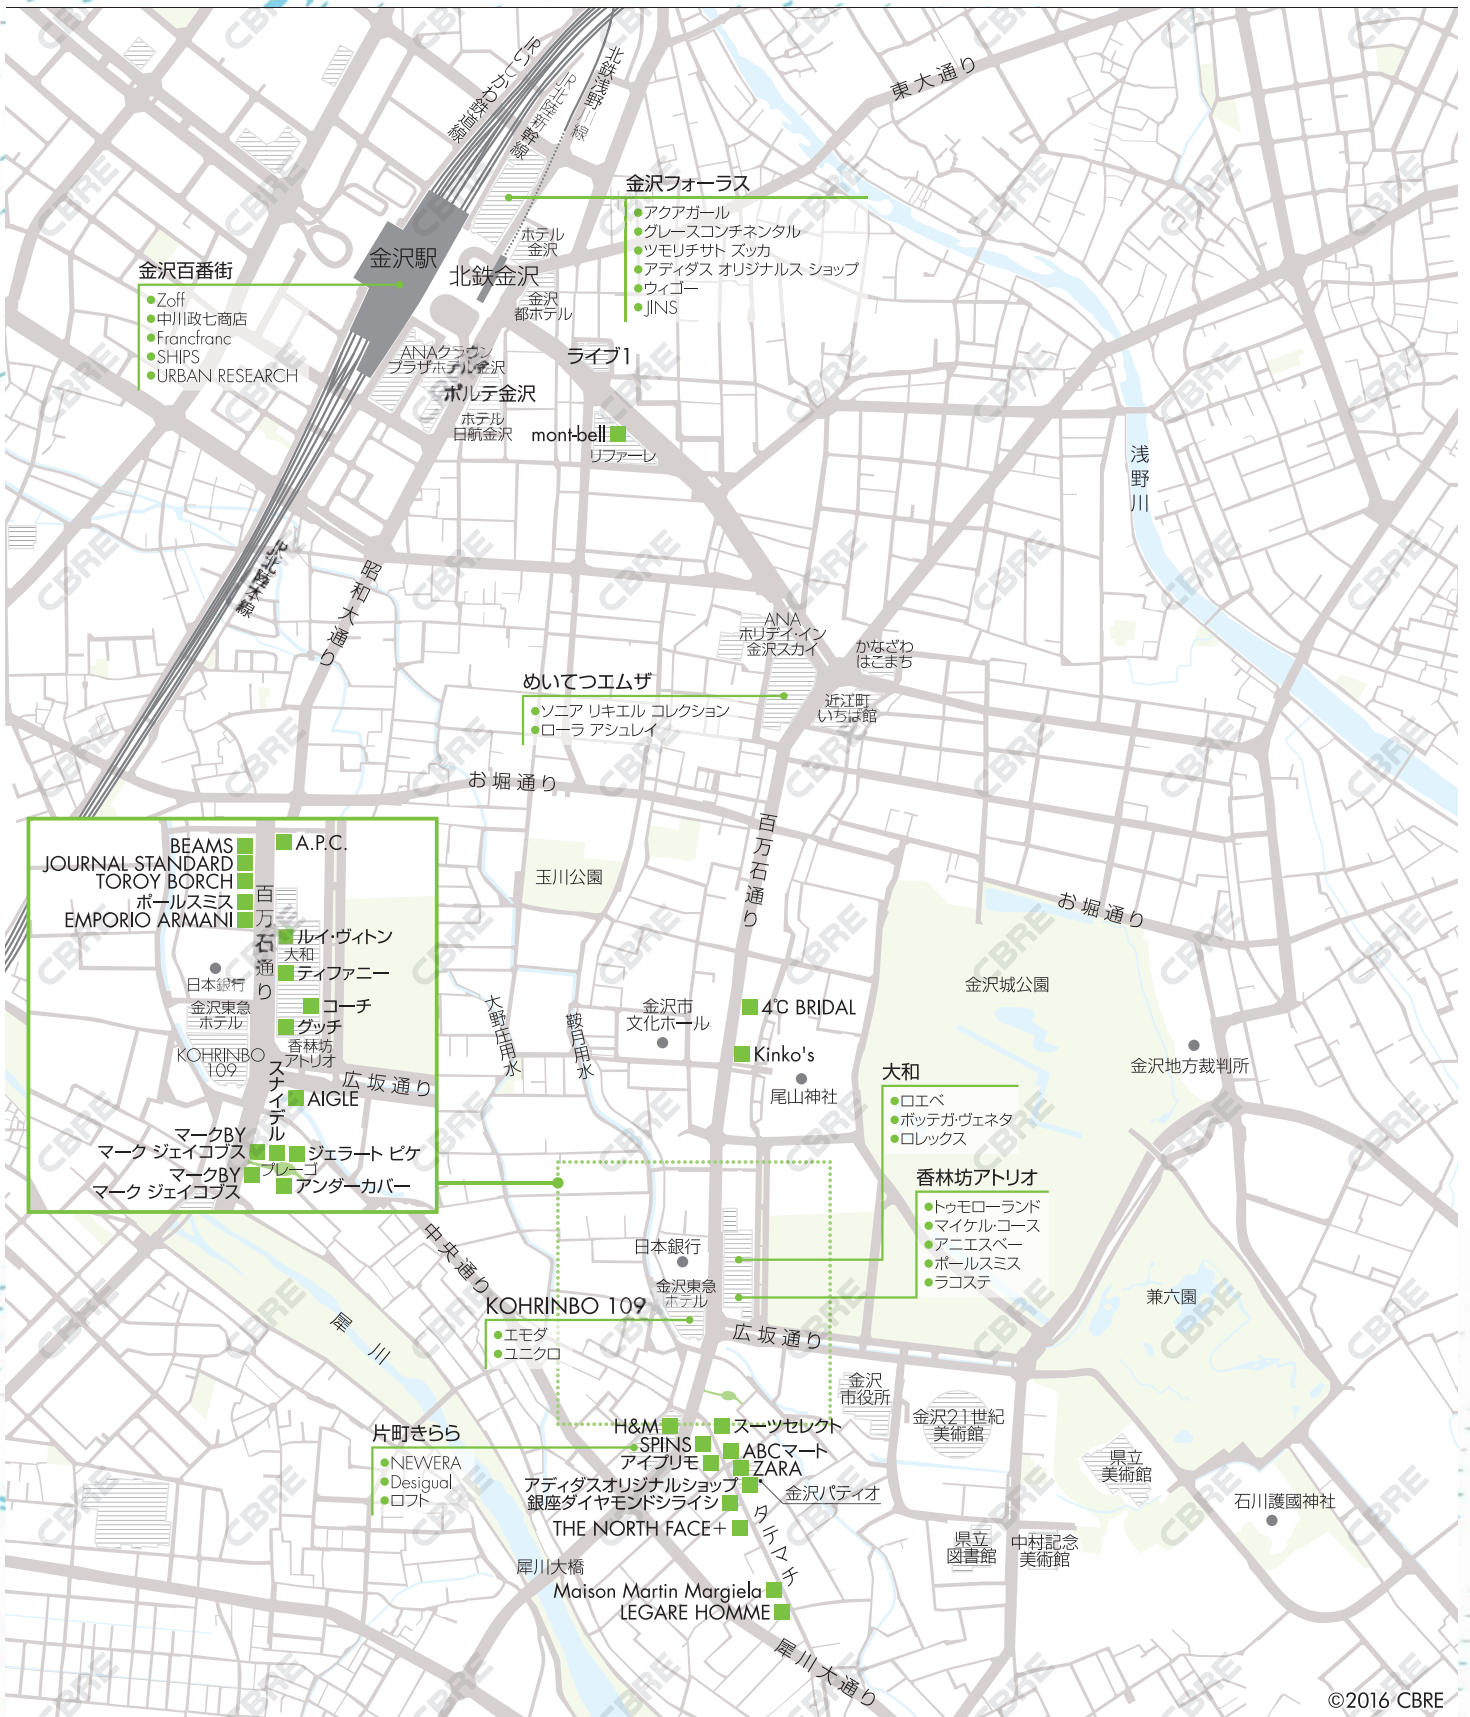 IRいしかわ鉄道線
JR北陸新幹線
北鉄浅野川線
東大通り
金沢フォーラス
アクアガール
グレースコンチネンタル
ツモリチサト ズッカ
アディダス オリジナルス ショップ
ウィゴー
JINS
金沢駅
北鉄金沢
ホテル
金沢
金沢
都ホテル
金沢百番街
Zoff
中川政七商店
Francfranc
SHIPS
URBAN RESEARCH
ANAクラウン
プラザホテル金沢
ポルテ金沢
ホテル
日航金沢
ライブ1
mont-bell
リファーレ
浅野川
JR北陸本線
昭和大通り
ANA
ホリデイ・イン
金沢スカイ
かなざわ
はこまち
近江町
いちば館
めいてつエムザ
ソニア リキエル コレクション
ローラ アシュレイ
お堀通り
百万石通り
玉川公園
お堀通り
金沢城公園
BEAMS
JOURNAL STANDARD
TOROY BORCH
ポールスミス
EMPORIO ARMANI
A.P.C.
百万石通り
ルイ・ヴィトン
大和
ティファニー
コーチ
グッチ
日本銀行
金沢東急
ホテル
KOHRINBO
109
香林坊
アトリオ
広坂通り
スナイデル
AIGLE
マークBY
マーク ジェイコブス
ジェラート ピケ
プレーゴ
マークBY
マーク ジェイコブス
アンダーカバー
大野庄用水
鞍月用水
金沢市
文化ホール
4℃ BRIDAL
Kinko's
尾山神社
金沢地方裁判所
大和
ロエベ
ボッテガ・ヴェネタ
ロレックス
香林坊アトリオ
トゥモローランド
マイケル・コース
アニエスベー
ポールスミス
ラコステ
中央通り
犀川
日本銀行
金沢東急
ホテル
KOHRINBO 109
エモダ
ユニクロ
広坂通り
兼六園
金沢
市役所
金沢21世紀
美術館
県立
美術館
石川護國神社
県立
図書館
中村記念
美術館
片町きらら
NEWERA
Desigual
ロフト
H&M
スーツセレクト
SPINS
ABCマート
アイプリモ
ZARA
アディダスオリジナルショップ
金沢パティオ
銀座ダイヤモンドシライシ
THE NORTH FACE+
タテマチ
犀川大橋
Maison Martin Margiela
LEGARE HOMME
犀川大通り
©2016 CBRE